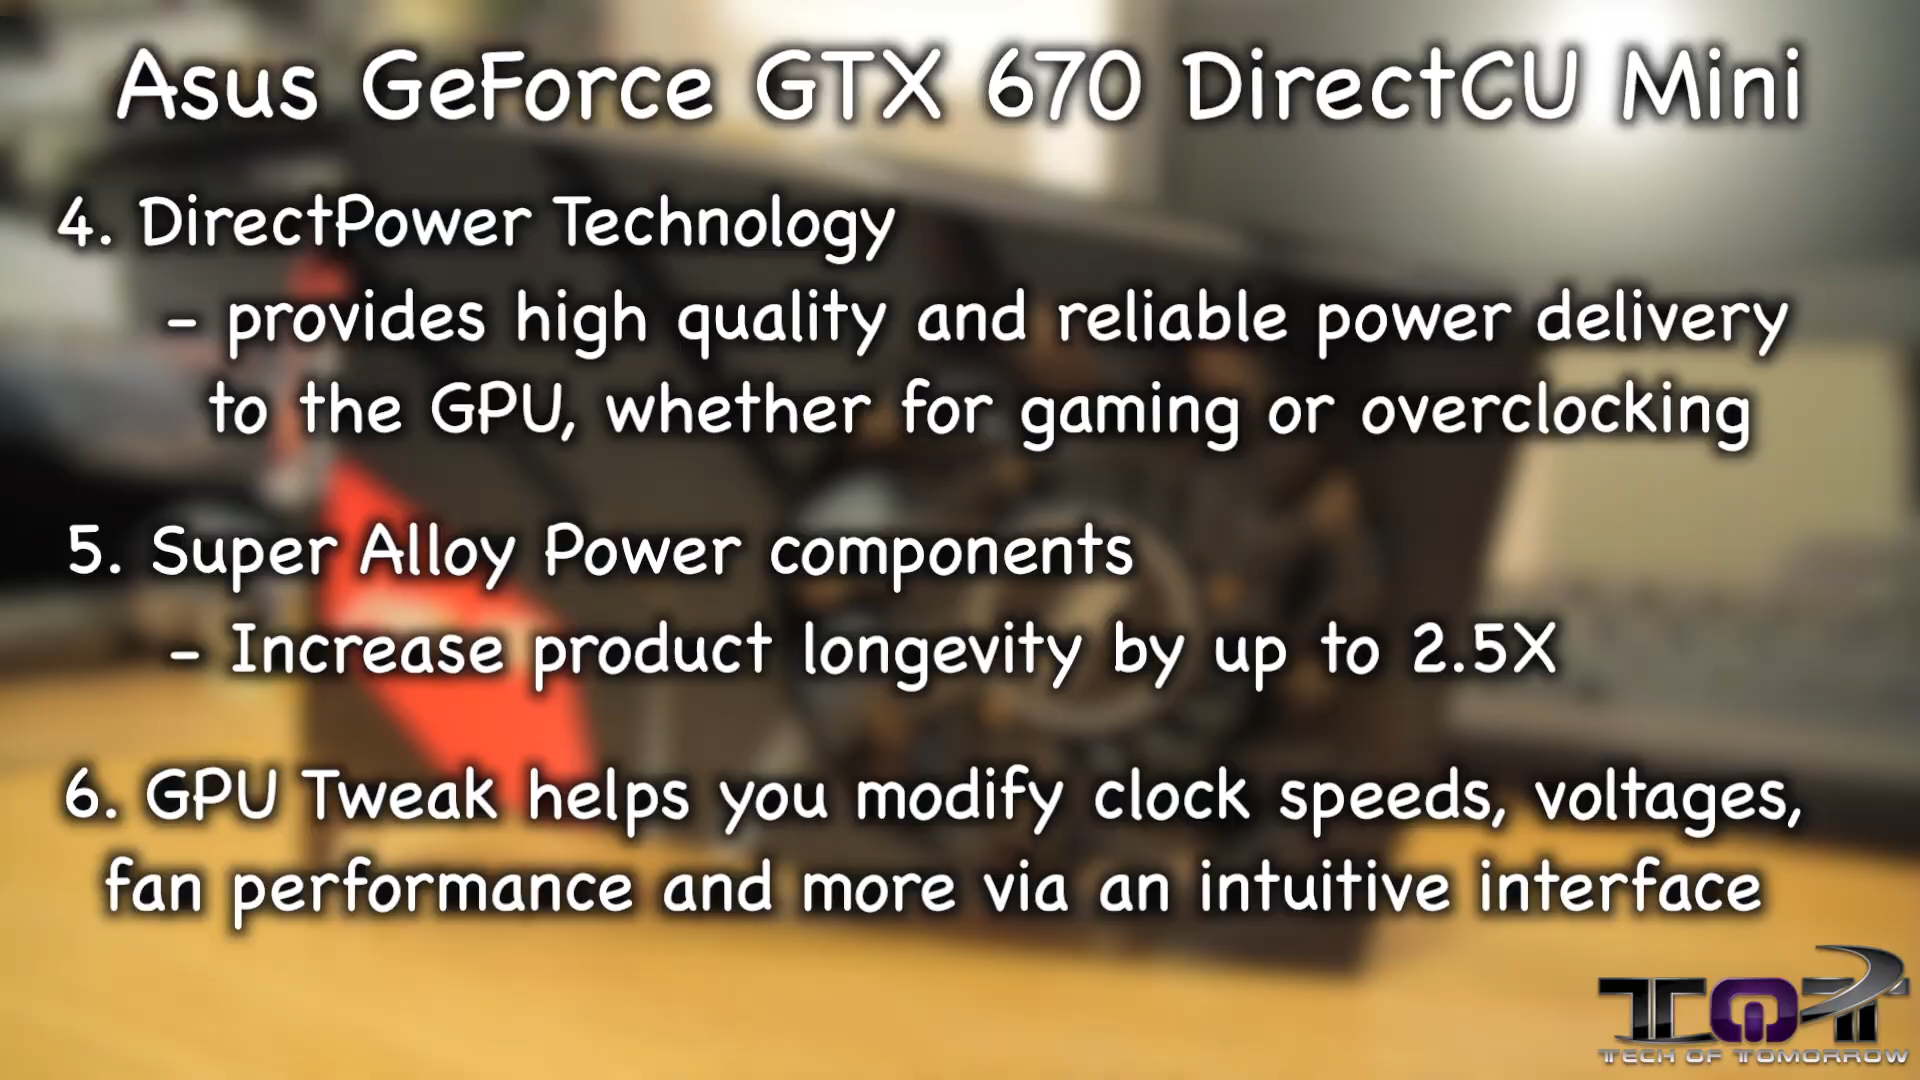 Asus GeForce GTX 670 DirectCU Mini
4. DirectPower Technology
- provides high quality and reliable power delivery
to the GPU, whether for gaming or overclocking
5. Super Alloy Power components
- Increase product longevity by up to 2.5X
6. GPU Tweak helps you modify clock speeds, voltages,
fan performance and more via an intuitive interface
TOT
TECH OF TOMORROW